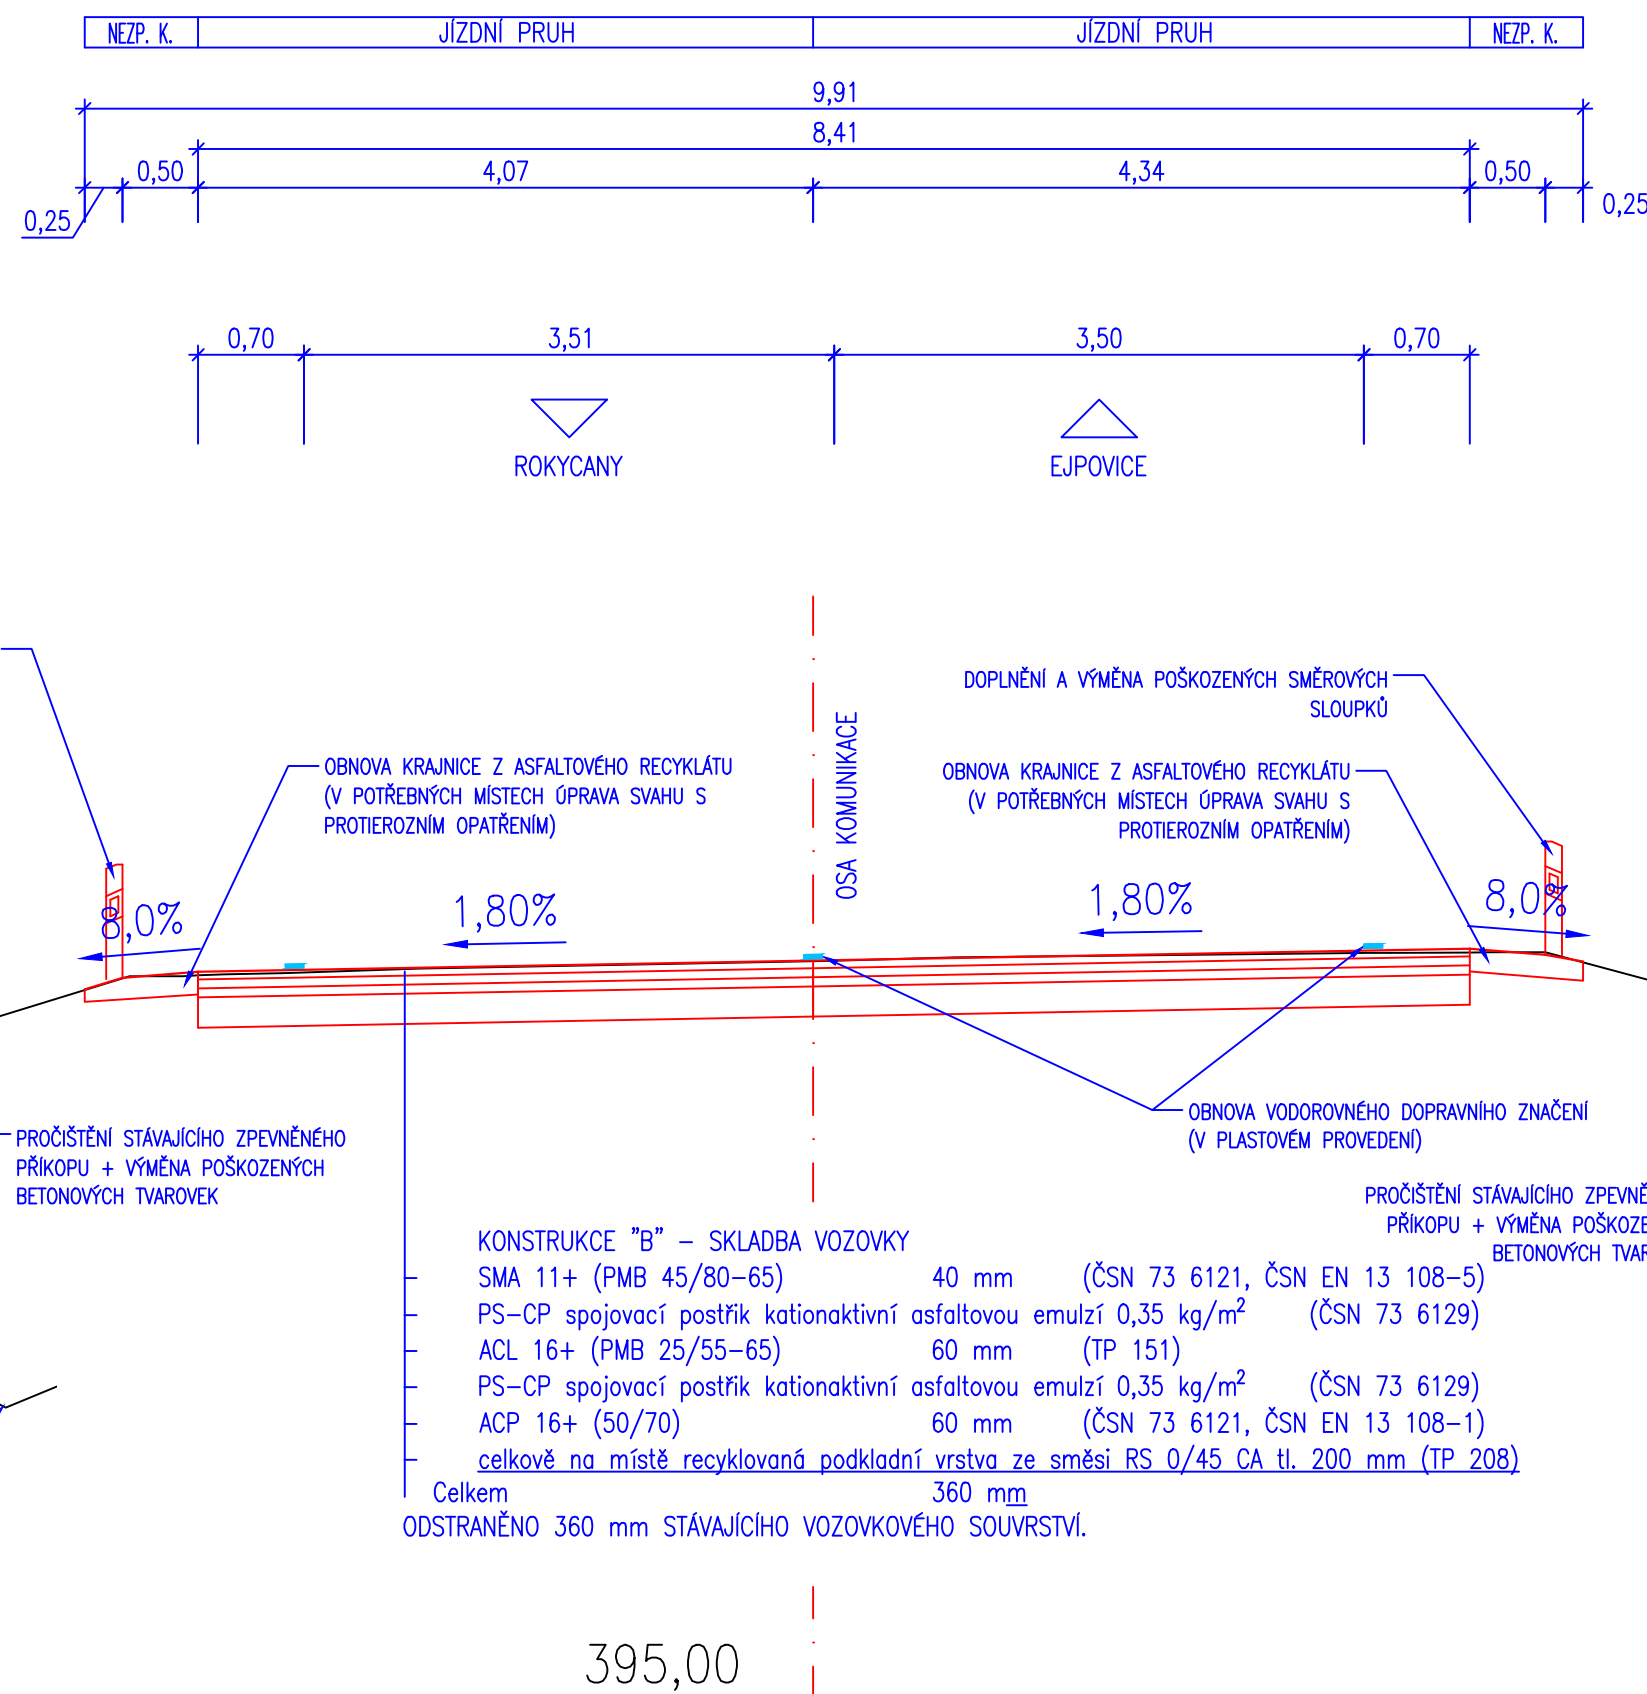 NEZP. K. JÍZDNÍ PRUH JÍZDNÍ PRUH NEZP. K.
9,91
8,41
0,50 4,07 4,34 0,50
0,25 0,25
0,70 3,51 3,50 0,70
ROKYCANY EJPOVICE
DOPLNĚNÍ A VÝMĚNA POŠKOZENÝCH SMĚROVÝCH
SLOUPKŮ
OSA KOMUNIKACE
OBNOVA KRAJNICE Z ASFALTOVÉHO RECYKLÁTU
(V POTŘEBNÝCH MÍSTECH ÚPRAVA SVAHU S
PROTIEROZNÍM OPATŘENÍM)
OBNOVA KRAJNICE Z ASFALTOVÉHO RECYKLÁTU
(V POTŘEBNÝCH MÍSTECH ÚPRAVA SVAHU S
PROTIEROZNÍM OPATŘENÍM)
8,0% 1,80% 1,80% 8,0%
OBNOVA VODOROVNÉHO DOPRAVNÍHO ZNAČENÍ
(V PLASTOVÉM PROVEDENÍ)
PROČIŠTĚNÍ STÁVAJÍCÍHO ZPEVNĚNÉHO
PŘÍKOPU + VÝMĚNA POŠKOZENÝCH
BETONOVÝCH TVAROVEK
PROČIŠTĚNÍ STÁVAJÍCÍHO ZPEVNĚ
PŘÍKOPU + VÝMĚNA POŠKOZE
BETONOVÝCH TVAR
KONSTRUKCE "B" – SKLADBA VOZOVKY
SMA 11+ (PMB 45/80–65) 40 mm (ČSN 73 6121, ČSN EN 13 108–5)
PS–CP spojovací postřik kationaktivní asfaltovou emulzí 0,35 kg/m² (ČSN 73 6129)
ACL 16+ (PMB 25/55–65) 60 mm (TP 151)
PS–CP spojovací postřik kationaktivní asfaltovou emulzí 0,35 kg/m² (ČSN 73 6129)
ACP 16+ (50/70) 60 mm (ČSN 73 6121, ČSN EN 13 108–1)
celkově na místě recyklovaná podkladní vrstva ze směsi RS 0/45 CA tl. 200 mm (TP 208)
Celkem 360 mm
ODSTRANĚNO 360 mm STÁVAJÍCÍHO VOZOVKOVÉHO SOUVRSTVÍ.
395,00